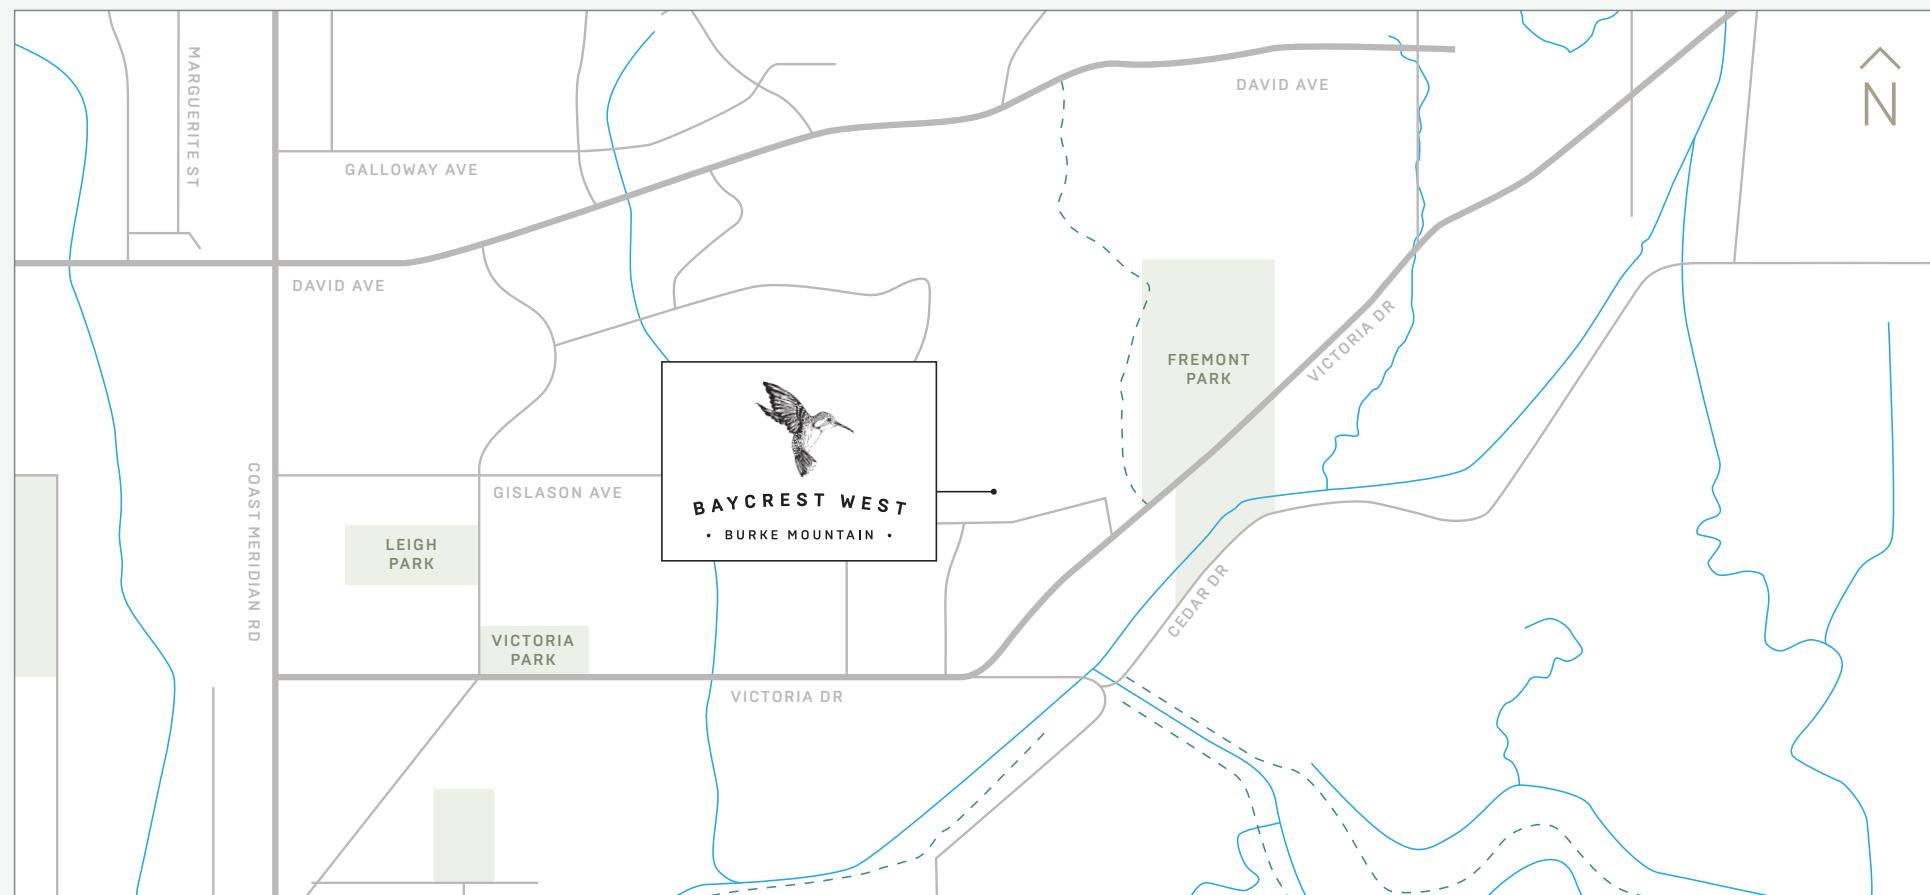 MARGUERITE ST
DAVID AVE
N
GALLOWAY AVE
DAVID AVE
VICTORIA DR
FREMONT
PARK
COAST MERIDIAN RD
GISLASON AVE
BAYCREST WEST
• BURKE MOUNTAIN •
LEIGH
PARK
CEDAR DR
VICTORIA
PARK
VICTORIA DR